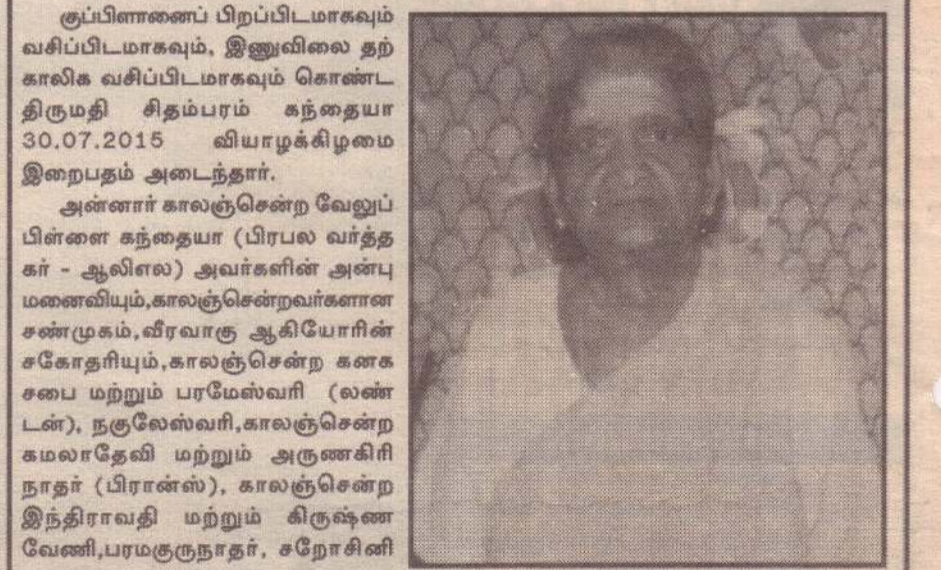 குப்பிளானைப் பிறப்பிடமாகவும்
வசிப்பிடமாகவும், இணுவிலை தற்
காலிக வசிப்பிடமாகவும் கொண்ட
திருமதி சிதம்பரம் கந்தையா
30.07.2015 வியாழக்கிழமை
இறைபதம் அடைந்தார்.
அன்னார் காலஞ்சென்ற வேலுப்
பிள்ளை கந்தையா (பிரபல வர்த்த
கர் - ஆலிஎல) அவர்களின் அன்பு
மனைவியும்,காலஞ்சென்றவர்களான
சண்முகம்,வீரவாகு ஆகியோரின்
சகோதரியும்,காலஞ்சென்ற கனக
சபை மற்றும் பரமேஸ்வரி (லண்
டன்), நகுலேஸ்வரி,காலஞ்சென்ற
கமலாதேவி மற்றும் அருணகிரி
நாதர் (பிரான்ஸ்), காலஞ்சென்ற
இந்திராவதி மற்றும் கிருஷ்ண
வேணி,பரமகுருநாதர், சறோசினி